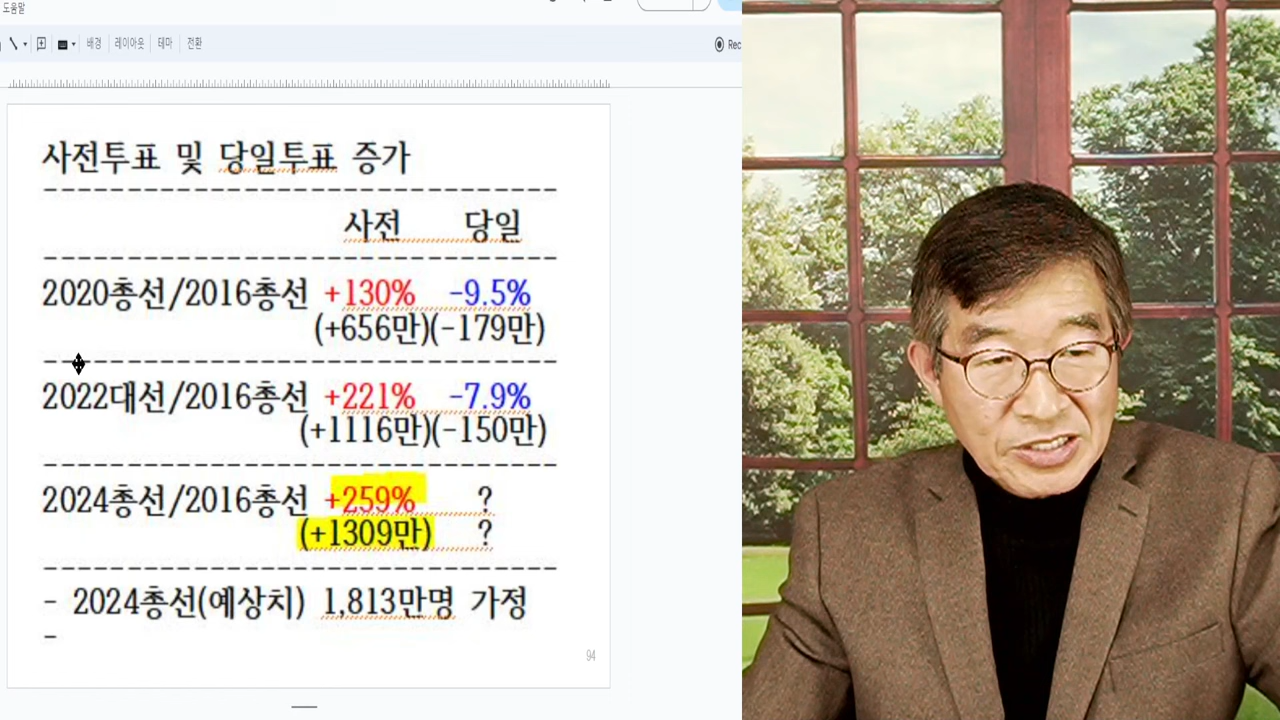 도움말
배경 레이아웃 테마 전환
Rec
사전투표 및 당일투표 증가
사전 당일
2020총선/2016총선 +130% -9.5%
(+656만)(-179만)
2022대선/2016총선 +221% -7.9%
(+1116만)(-150만)
2024총선/2016총선 +259% ?
(+1309만) ?
- 2024총선(예상치) 1,813만명 가정
-
94